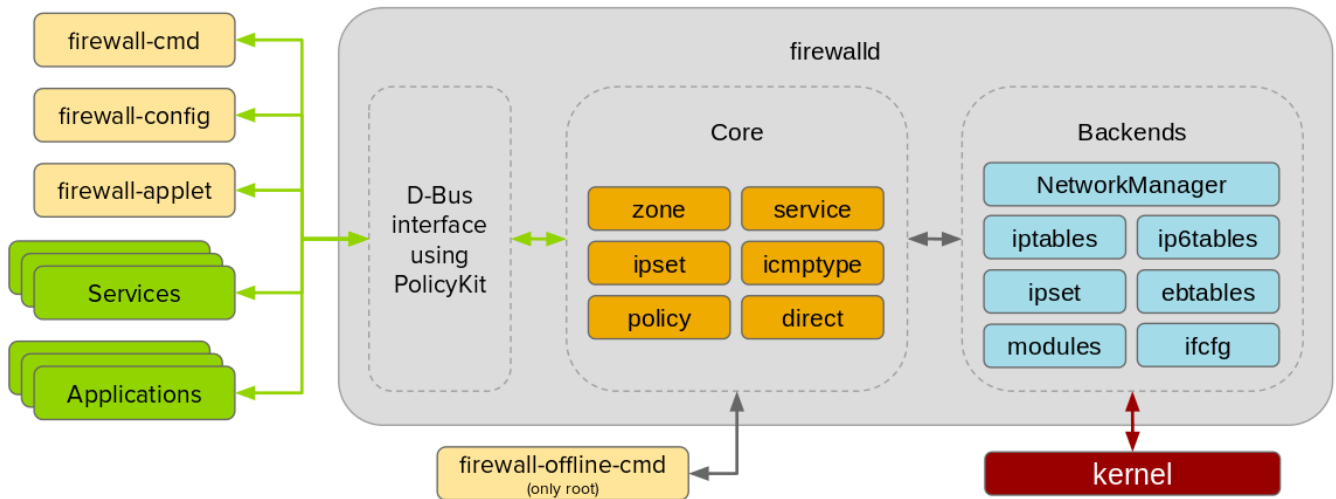 firewall-cmd
firewall-config
firewall-applet
Services
Applications
firewalld
D-Bus
interface
using
PolicyKit
Core
zone
service
ipset
icmptype
policy
direct
Backends
NetworkManager
iptables
ip6tables
ipset
ebtables
modules
ifcfg
firewall-offline-cmd
(only root)
kernel